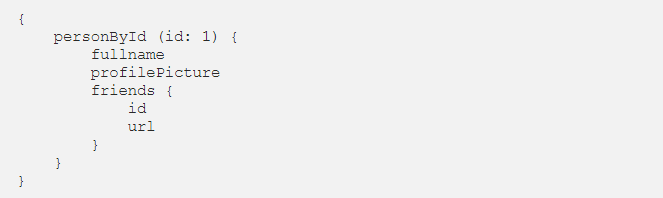 {
    personById (id: 1) {
        fullname
        profilePicture
        friends {
            id
            url
        }
    }
}